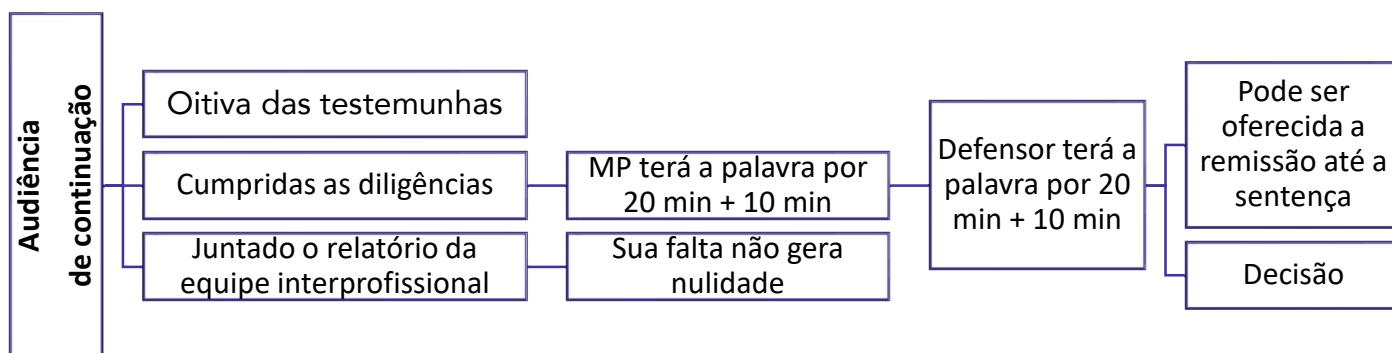 Audiência
de continuação
Oitiva das testemunhas
Cumpridas as diligências
Juntado o relatório da
equipe interprofissional
MP terá a palavra por
20 min + 10 min
Sua falta não gera
nulidade
Defensor terá a
palavra por 20
min + 10 min
Pode ser
oferecida a
remissão até a
sentença
Decisão